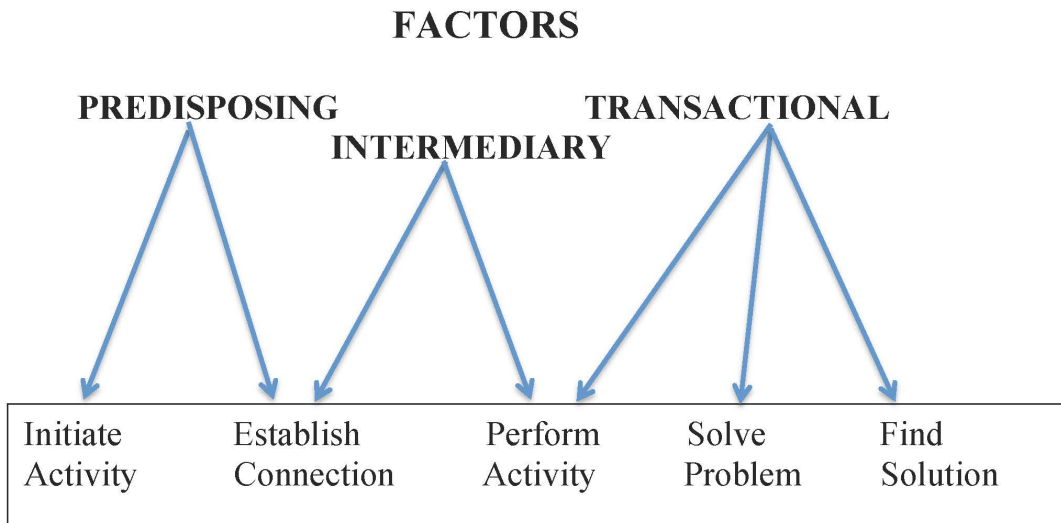 FACTORS
PREDISPOSING
TRANSACTIONAL
INTERMEDIARY
Initiate Activity
Establish Connection
Perform Activity
Solve Problem
Find Solution